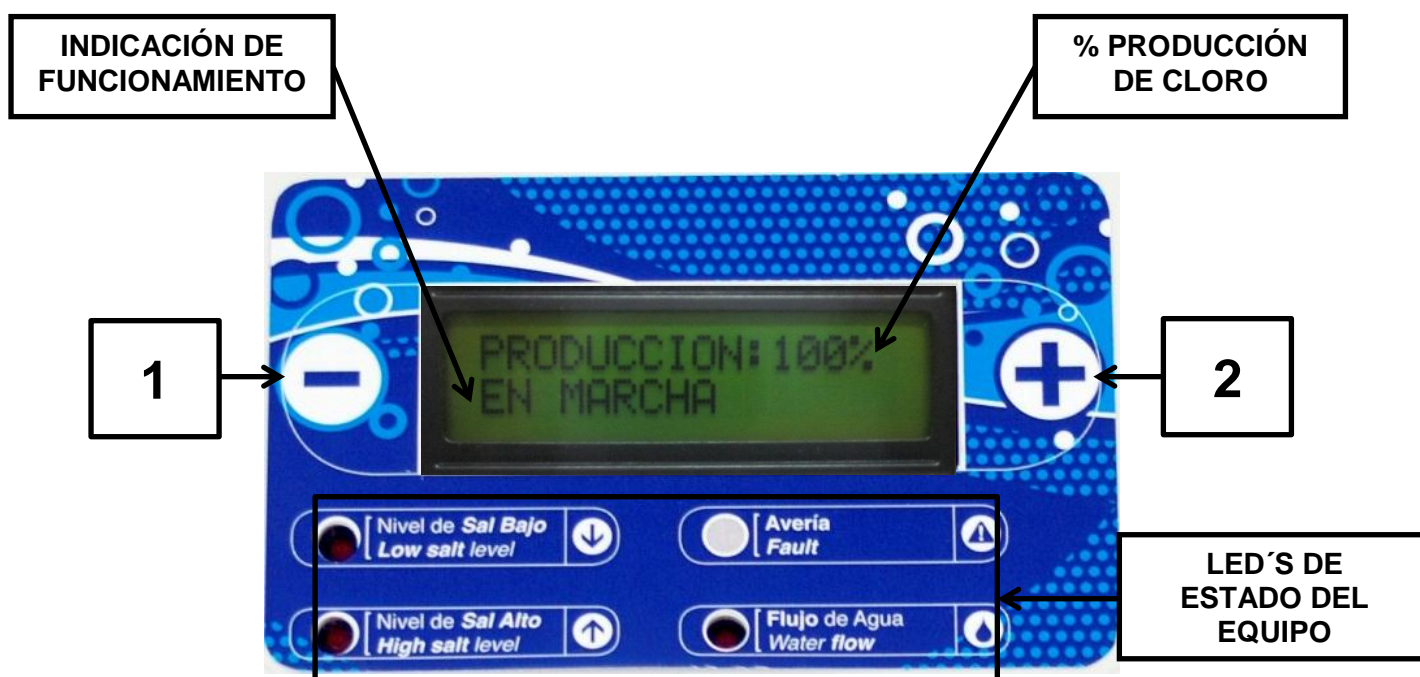 INDICACIÓN DE
FUNCIONAMIENTO
% PRODUCCIÓN
DE CLORO
1
PRODUCCION:100%
EN MARCHA
2
Nivel de Sal Bajo
Low salt level
Avería
Fault
Nivel de Sal Alto
High salt level
Flujo de Agua
Water flow
LED´S DE
ESTADO DEL
EQUIPO